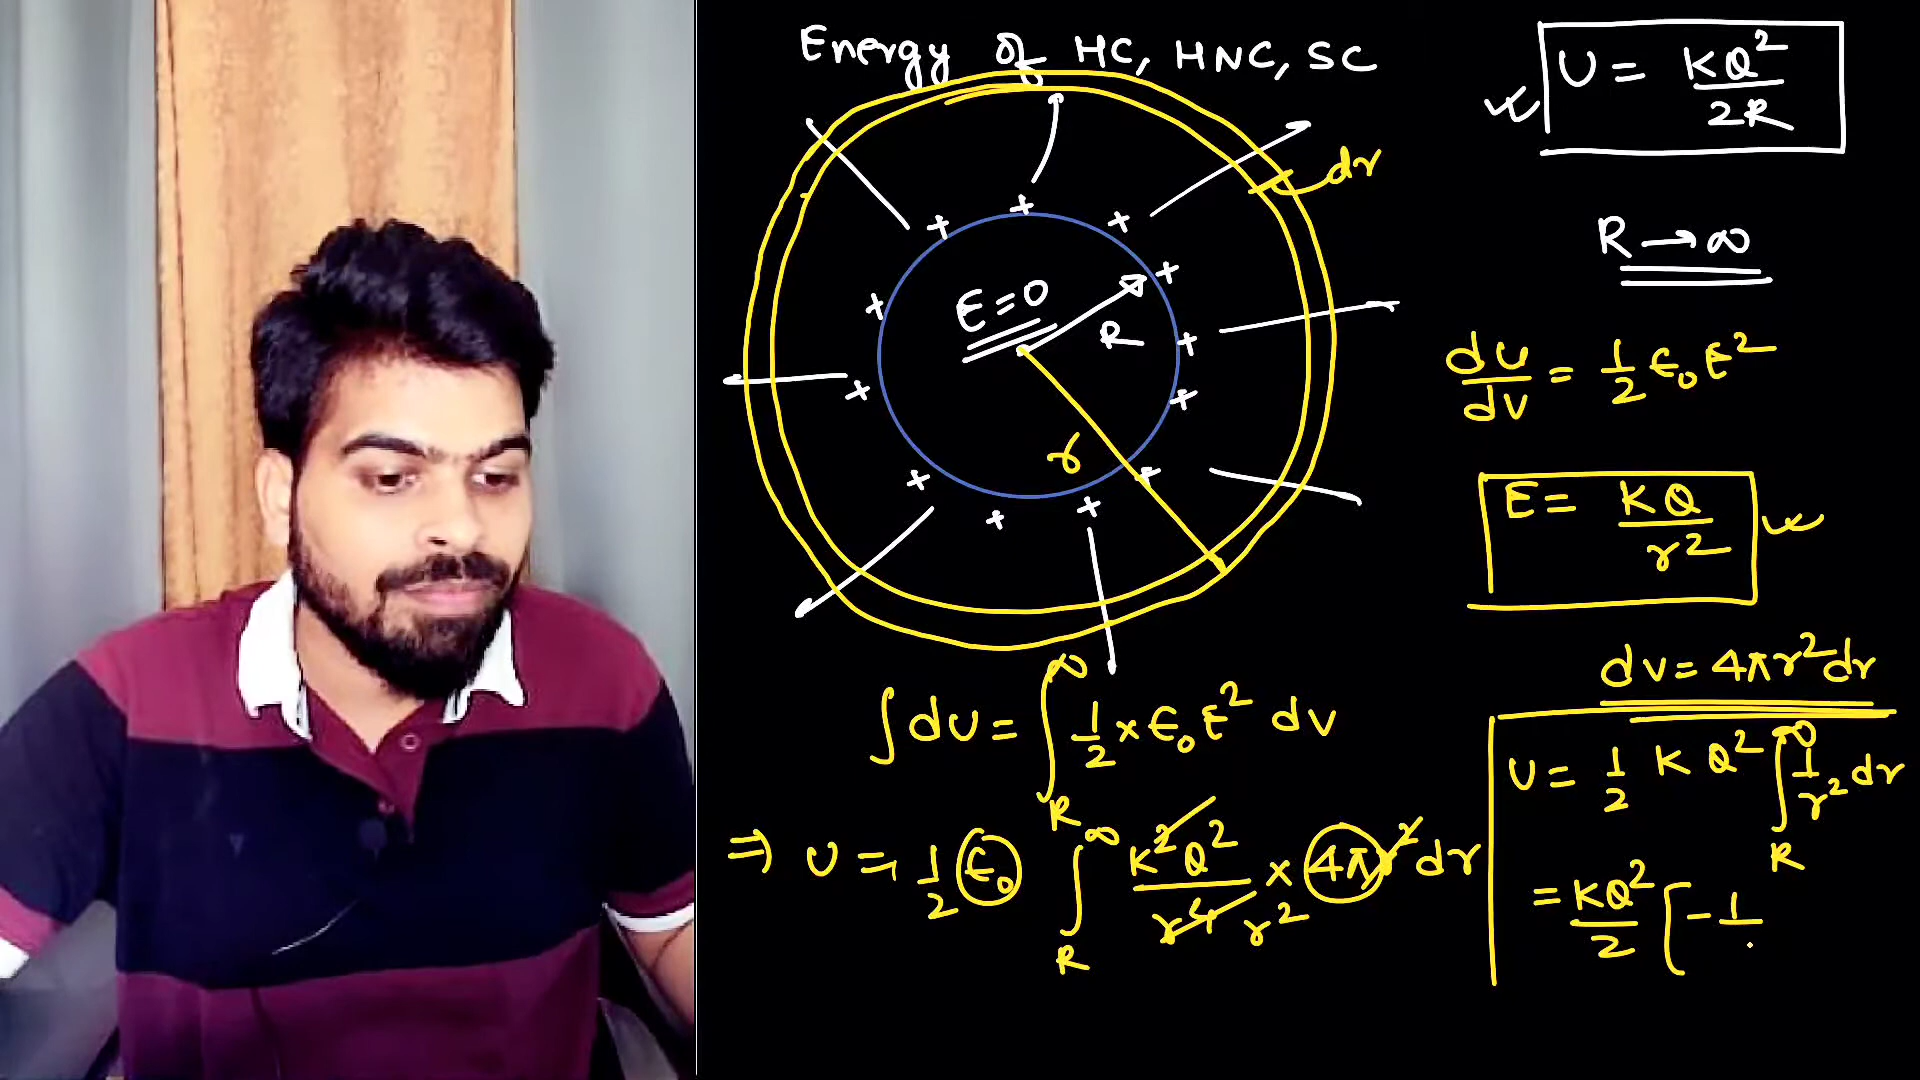 Energy of HC, HNC, SC
U = KQ²/2R
dr
R → ∞
E = 0
R
dU/dV = 1/2 ϵ₀E²
r
E = KQ/r²
dV = 4πr²dr
∫dU = ∫_R^∞ 1/2 × ϵ₀E² dV
U = 1/2 K Q² ∫_R^∞ 1/r² dr
⇒ U = 1/2 ϵ₀ ∫_R^∞ K²Q²/r⁴ r² × 4πr² dr
= KQ²/2 [ - 1/